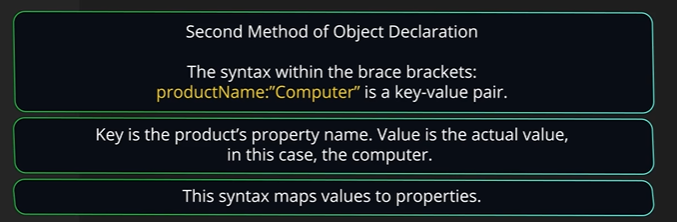 Second Method of Object Declaration
The syntax within the brace brackets:
productName:”Computer” is a key-value pair.
Key is the product’s property name. Value is the actual value,
in this case, the computer.
This syntax maps values to properties.